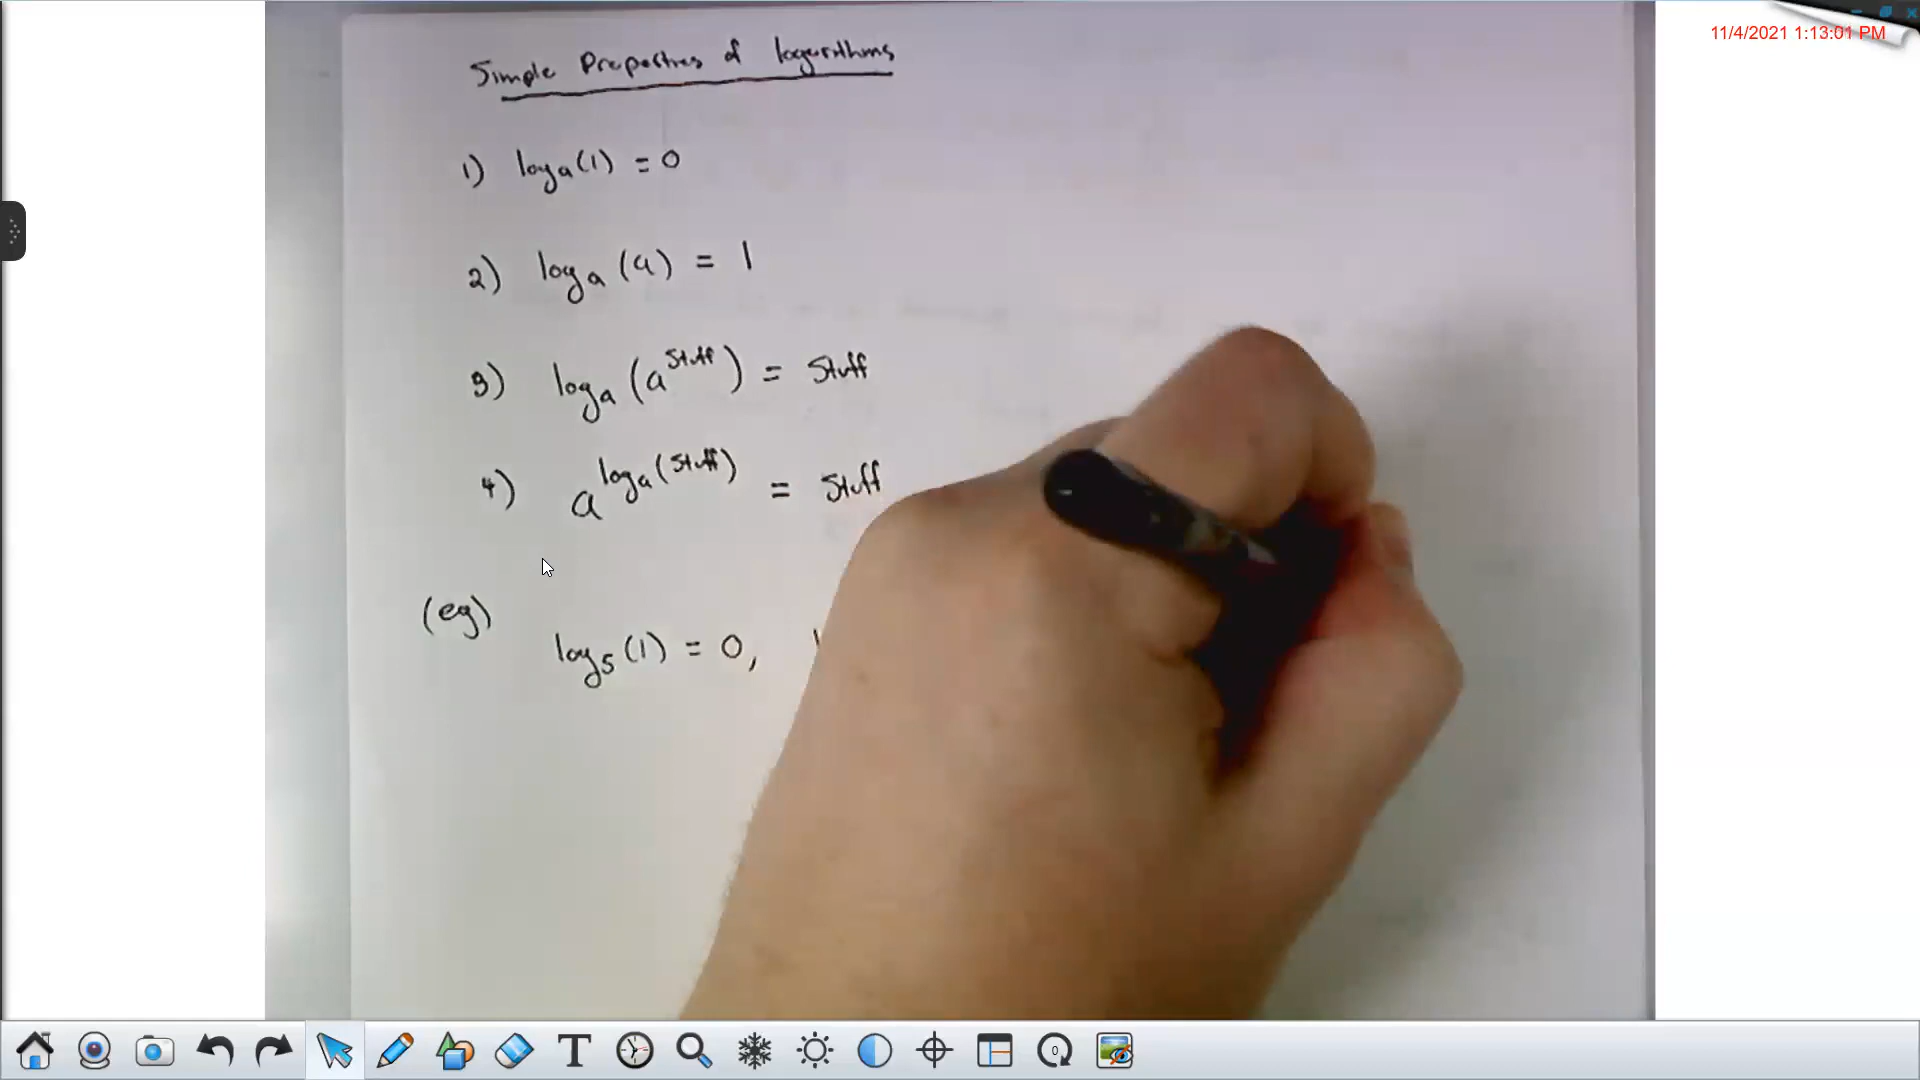 11/4/2021 1:13:01 PM
Simple Properties of logarithms
1) logₐ(1) = 0
2) logₐ(a) = 1
3) logₐ(a^stuff) = stuff
4) a^logₐ(stuff) = stuff
(eg)
log₅(1) = 0,
T
0